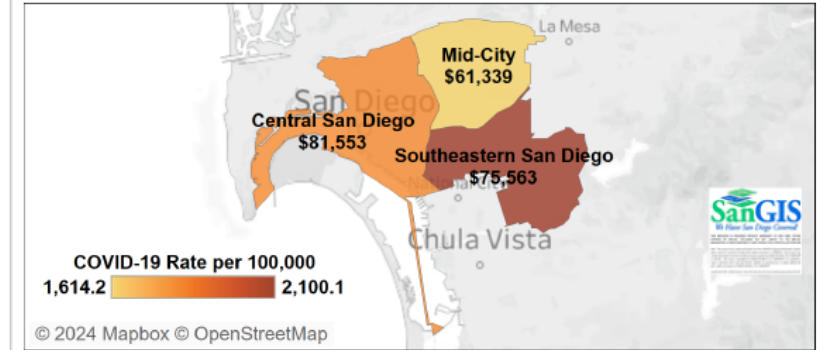 La Mesa
Mid-City
$61,339
San Diego
Central San Diego
$81,553
Southeastern San Diego
$75,563
National City
Chula Vista
SanGIS
We Have San Diego Covered!
COVID-19 Rate per 100,000
1,614.2 2,100.1
© 2024 Mapbox © OpenStreetMap